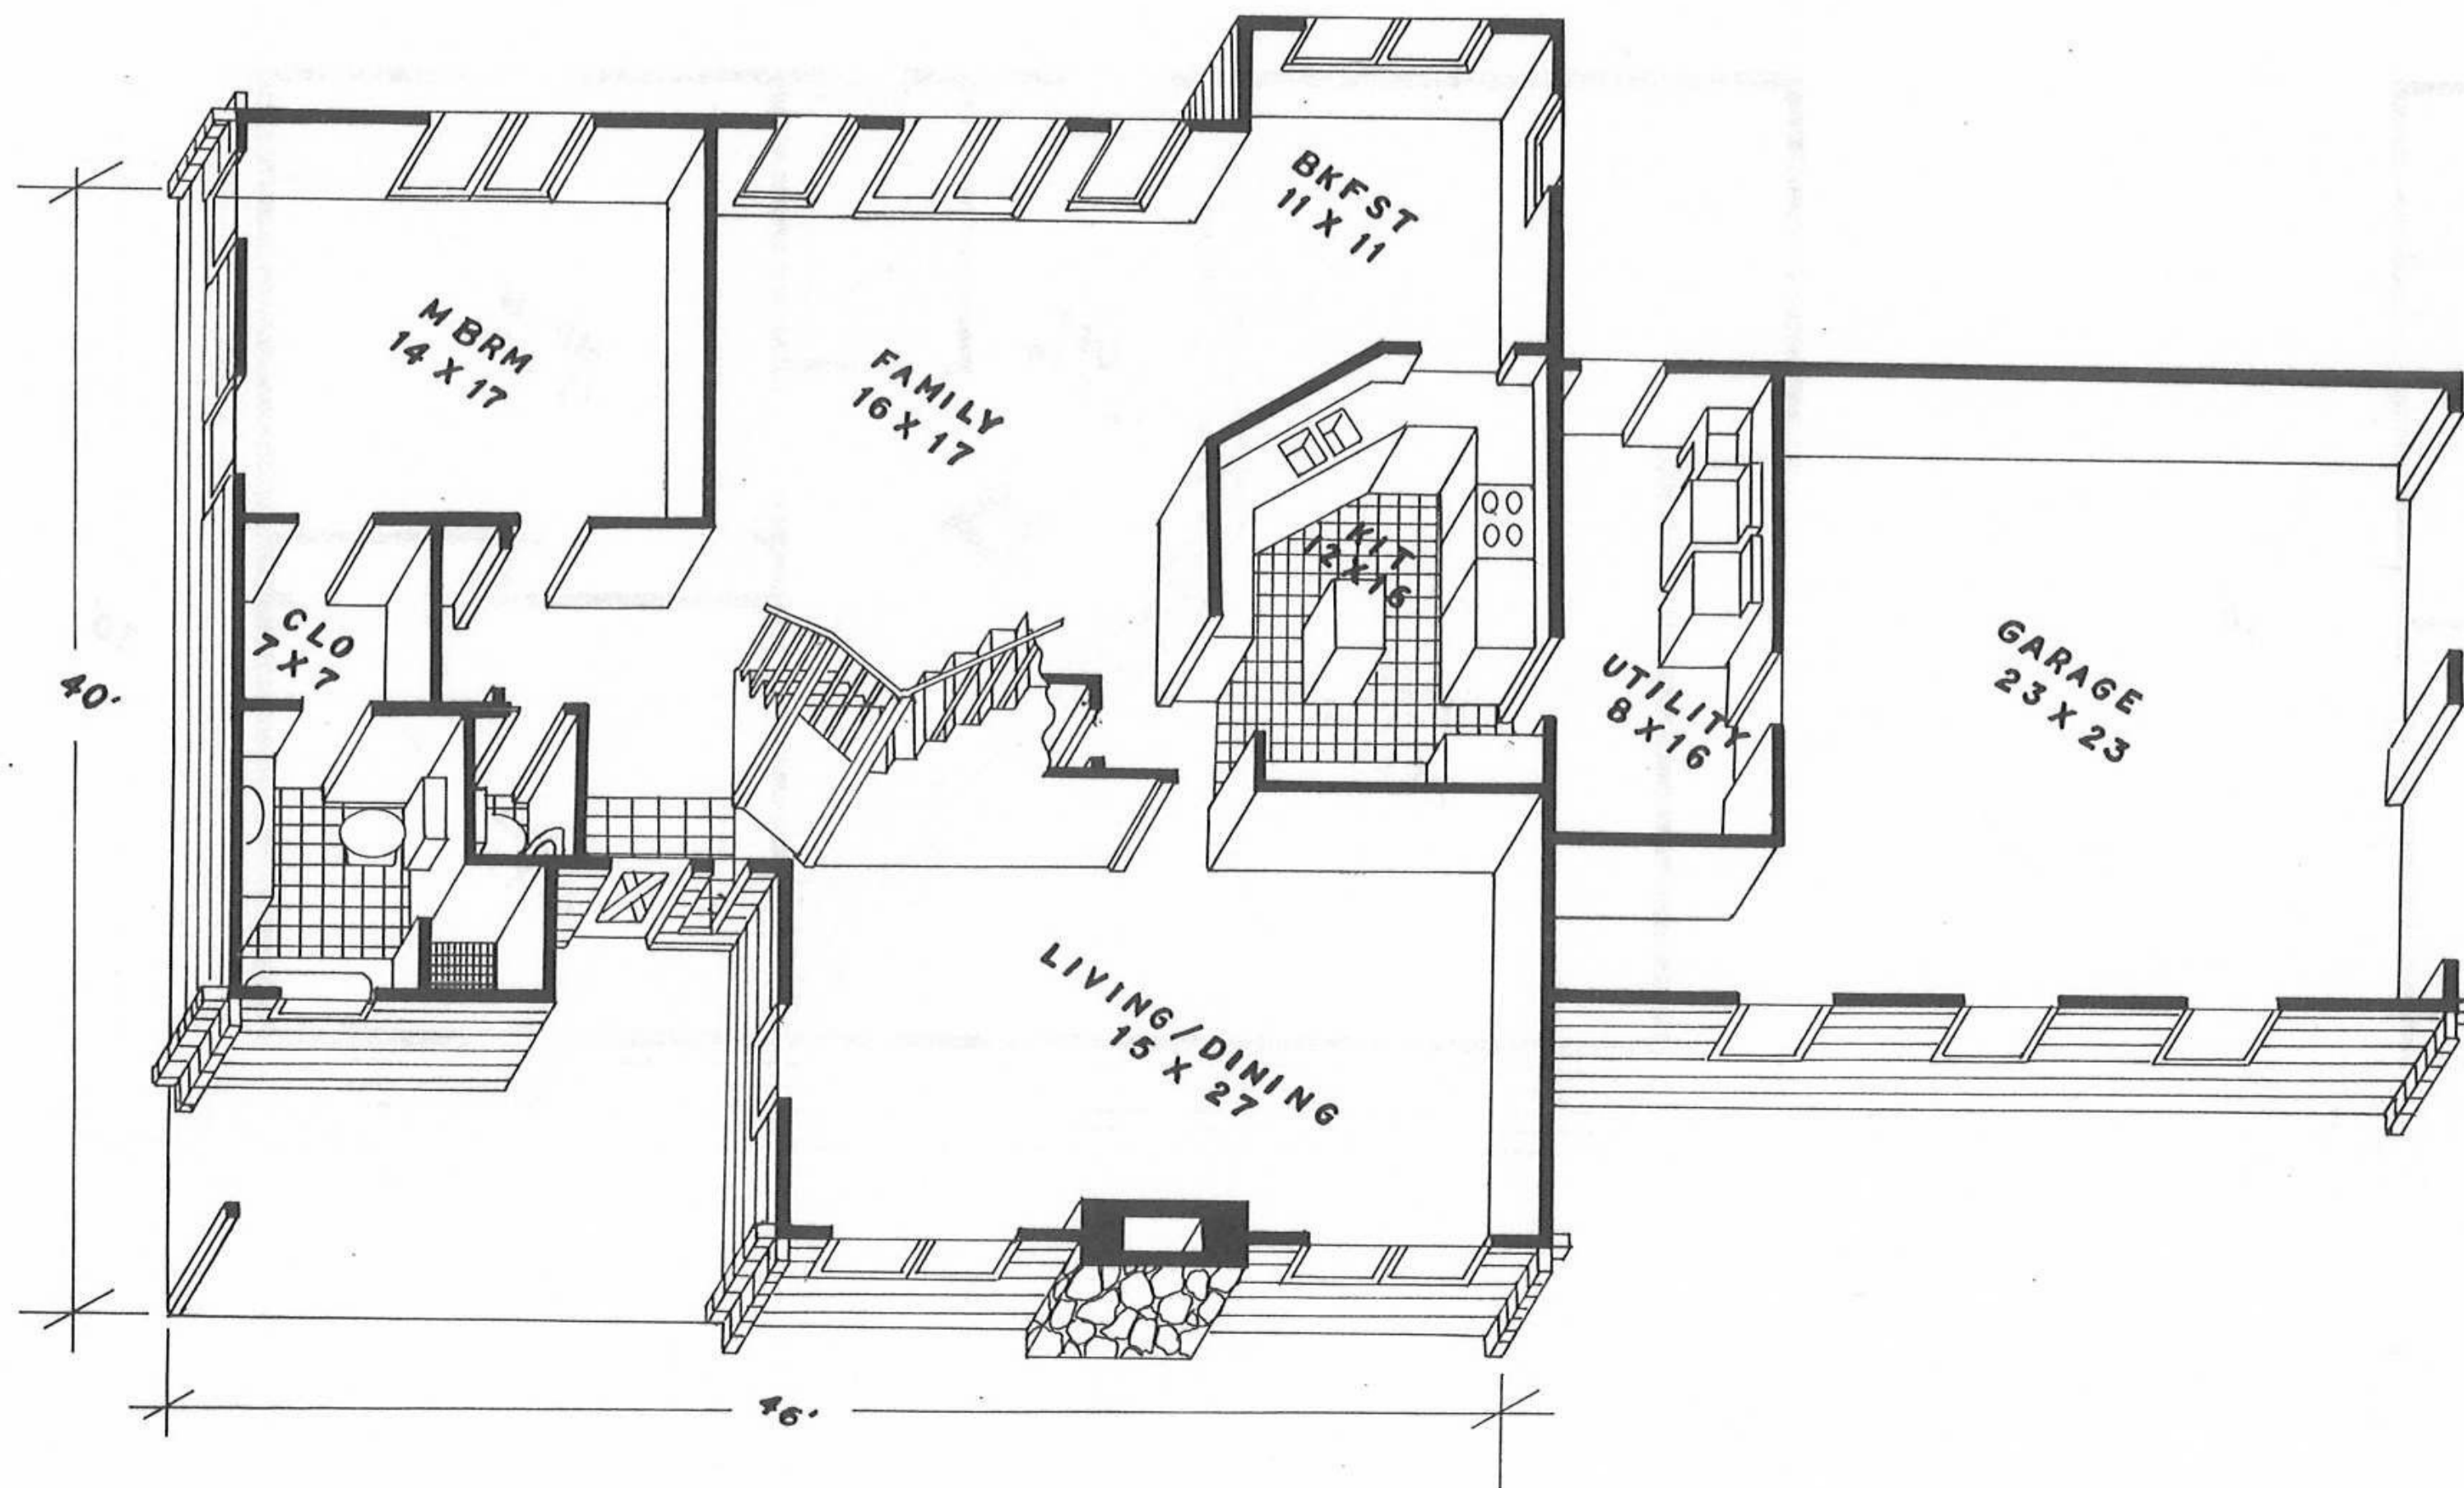 BKFST
11 X 11
MBRM
14 X 17
FAMILY
16 X 17
KIT
12 X 16
CLO
7 X 7
UTILITY
8 X 16
GARAGE
23 X 23
40'
LIVING/DINING
15 X 27
46'